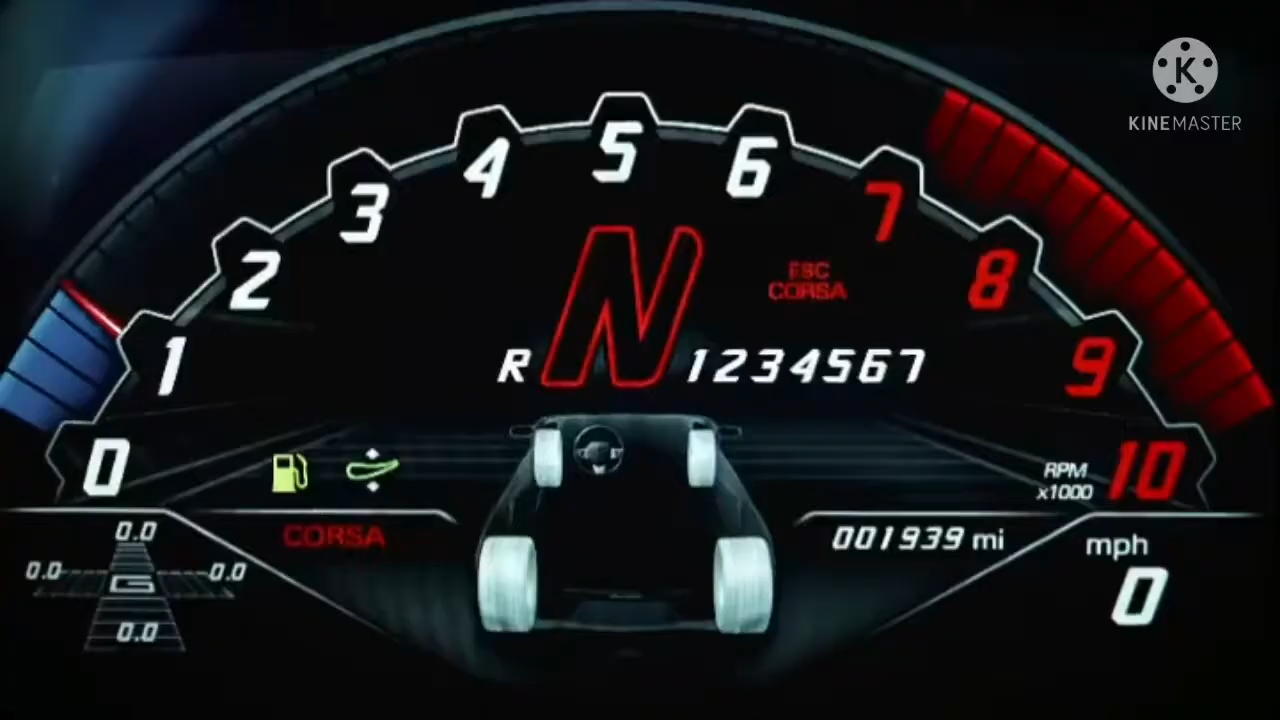 K
KINEMASTER
5
4
6
3
7
2
8
1
9
0
10
ESC
CORSA
R N 1234567
RPM
x1000
CORSA
001939 mi
mph
0
0.0
0.0 G 0.0
0.0